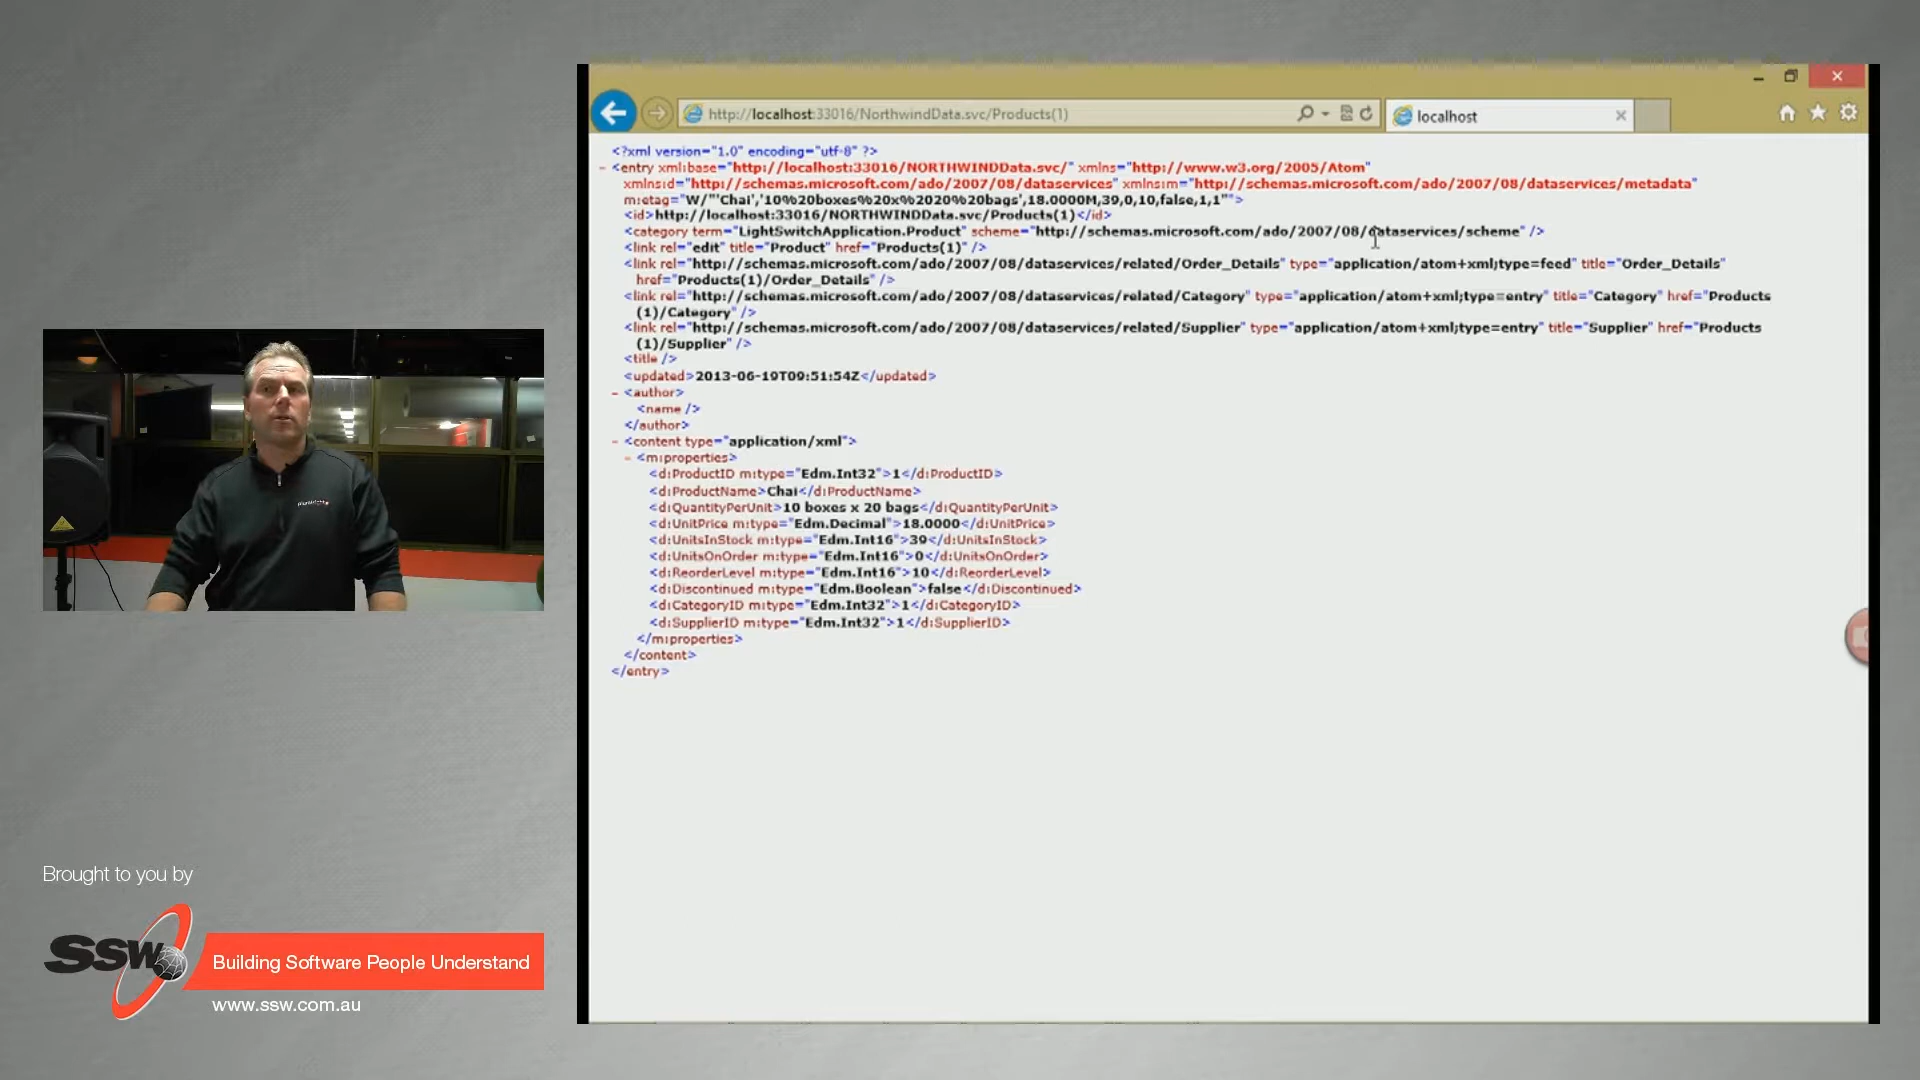 http://localhost:33016/NorthwindData.svc/Products(1)
localhost
<?xml version="1.0" encoding="utf-8" ?>
- <entry xml:base="http://localhost:33016/NORTHWINDData.svc/" xmlns="http://www.w3.org/2005/Atom"
xmlns:d="http://schemas.microsoft.com/ado/2007/08/dataservices" xmlns:m="http://schemas.microsoft.com/ado/2007/08/dataservices/metadata"
m:etag="W/"'Chai','10%20boxes%20x%2020%20bags',18.0000M,39,0,10,false,1,1"">
<id>http://localhost:33016/NORTHWINDData.svc/Products(1)</id>
<category term="LightSwitchApplication.Product" scheme="http://schemas.microsoft.com/ado/2007/08/dataservices/scheme" />
<link rel="edit" title="Product" href="Products(1)" />
<link rel="http://schemas.microsoft.com/ado/2007/08/dataservices/related/Order_Details" type="application/atom+xml;type=feed" title="Order_Details"
href="Products(1)/Order_Details" />
<link rel="http://schemas.microsoft.com/ado/2007/08/dataservices/related/Category" type="application/atom+xml;type=entry" title="Category" href="Products
(1)/Category" />
<link rel="http://schemas.microsoft.com/ado/2007/08/dataservices/related/Supplier" type="application/atom+xml;type=entry" title="Supplier" href="Products
(1)/Supplier" />
<title />
<updated>2013-06-19T09:51:54Z</updated>
- <author>
<name />
</author>
- <content type="application/xml">
- <m:properties>
<d:ProductID m:type="Edm.Int32">1</d:ProductID>
<d:ProductName>Chai</d:ProductName>
<d:QuantityPerUnit>10 boxes x 20 bags</d:QuantityPerUnit>
<d:UnitPrice m:type="Edm.Decimal">18.0000</d:UnitPrice>
<d:UnitsInStock m:type="Edm.Int16">39</d:UnitsInStock>
<d:UnitsOnOrder m:type="Edm.Int16">0</d:UnitsOnOrder>
<d:ReorderLevel m:type="Edm.Int16">10</d:ReorderLevel>
<d:Discontinued m:type="Edm.Boolean">false</d:Discontinued>
<d:CategoryID m:type="Edm.Int32">1</d:CategoryID>
<d:SupplierID m:type="Edm.Int32">1</d:SupplierID>
</m:properties>
</content>
</entry>
Brought to you by
SSW
Building Software People Understand
www.ssw.com.au